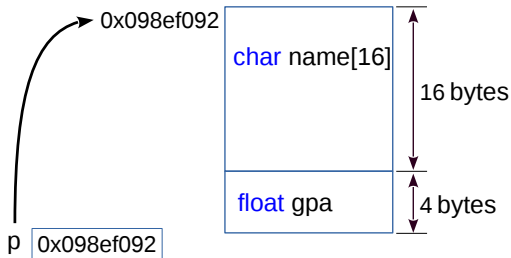 0x098ef092
char name[16]
16 bytes
float gpa
4 bytes
p 0x098ef092